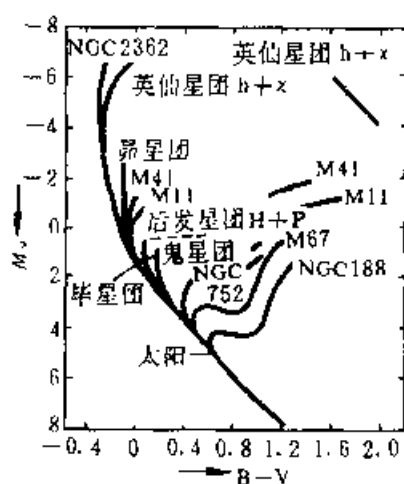 -8
NGC2362
-6
英仙星团 h+x
英仙星团 h+x
-4
昴星团
-2
M41
M41
M11
M11
0
后发星团 H+P
M67
鬼星团
2
毕星团
NGC
752
NGC188
4
太阳
6
8
-0.4 0 0.4 0.8 1.2 1.6 2.0
Mv
B-V